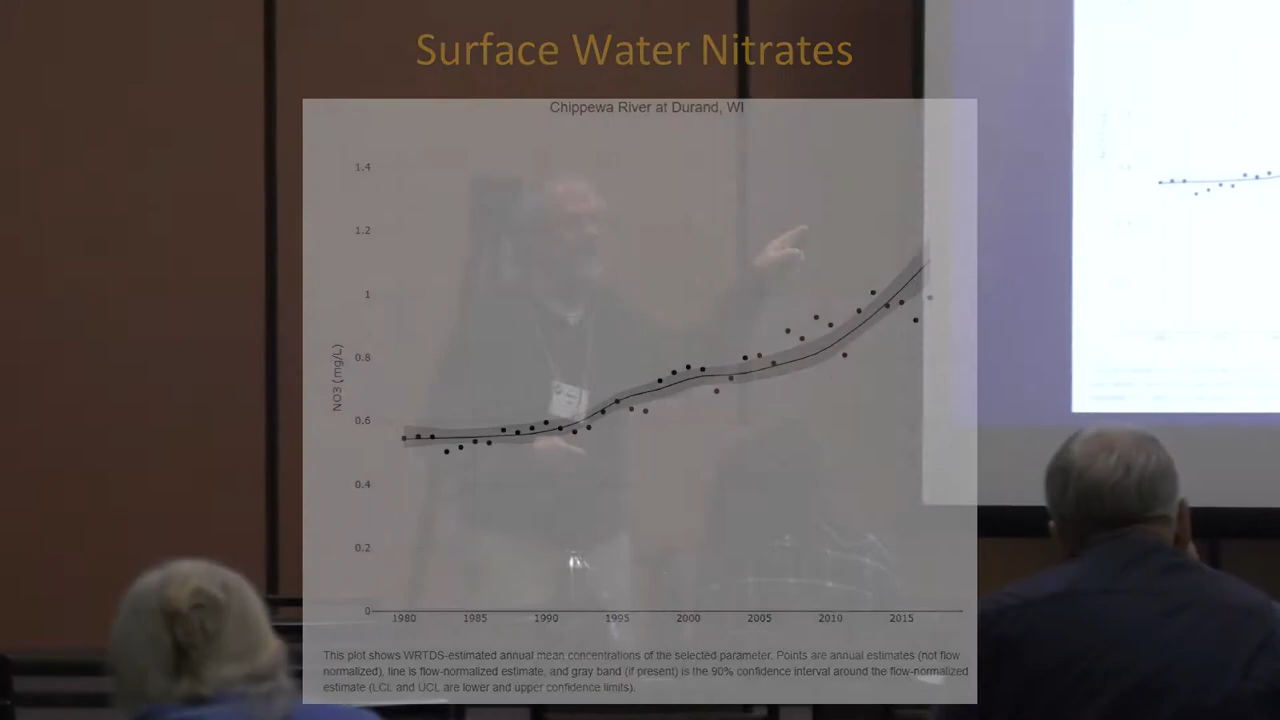 Surface Water Nitrates
Chippewa River at Durand, WI
1.4
1.2
1
0.8
0.6
0.4
0.2
0
NO3 (mg/L)
1980 1985 1990 1995 2000 2005 2010 2015
This plot shows WRTDS-estimated annual mean concentrations of the selected parameter. Points are annual estimates (not flow
normalized), line is flow-normalized estimate, and gray band (if present) is the 90% confidence interval around the flow-normalized
estimate (LCL and UCL are lower and upper confidence limits).